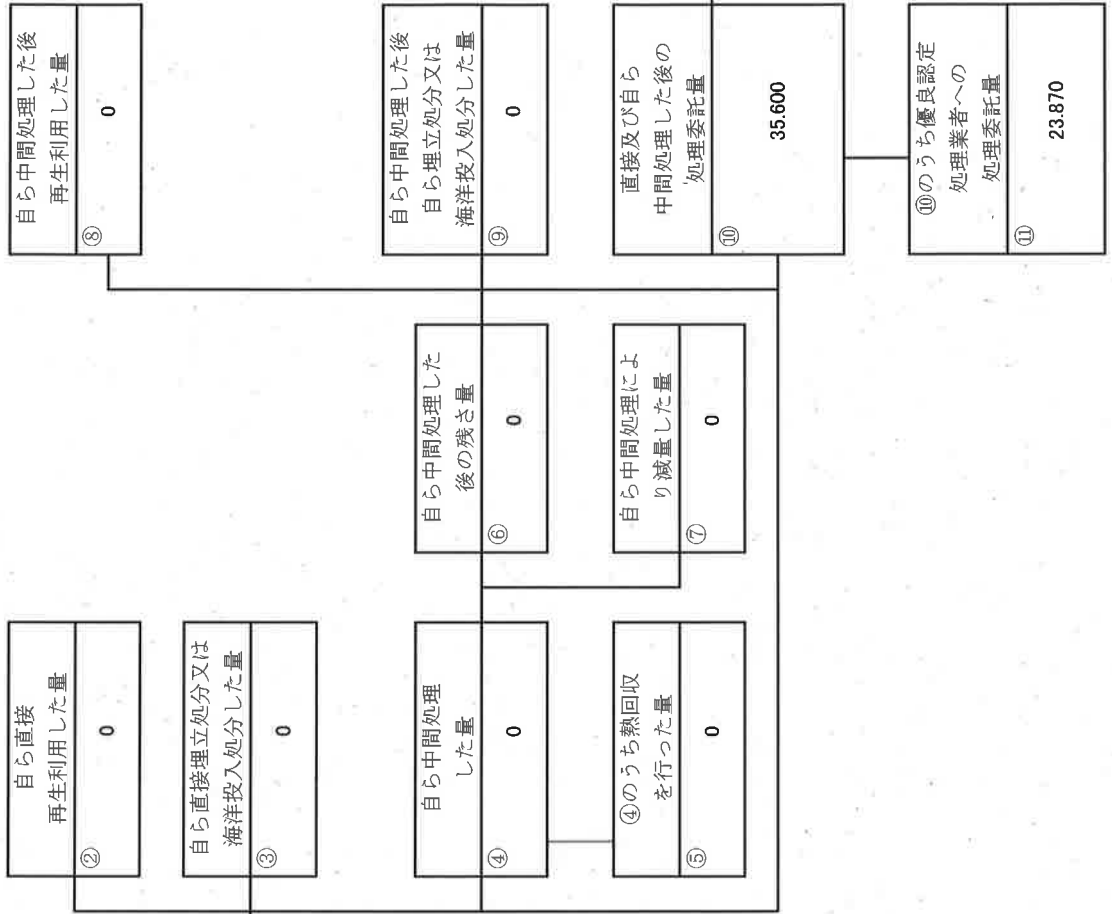 自ら直接
再生利用した量
②
0
自ら直接埋立処分又は
海洋投入処分した量
③
0
自ら中間処理
した量
④
0
④のうち熱回収
を行った量
⑤
0
自ら中間処理した
後の残さ量
⑥
0
自ら中間処理によ
り減量した量
⑦
0
自ら中間処理した後
再生利用した量
⑧
0
自ら中間処理した後
自ら埋立処分又は
海洋投入処分した量
⑨
0
直接及び自ら
中間処理した後の
処理委託量
⑩
35.600
⑩のうち優良認定
処理業者への
処理委託量
⑪
23.870